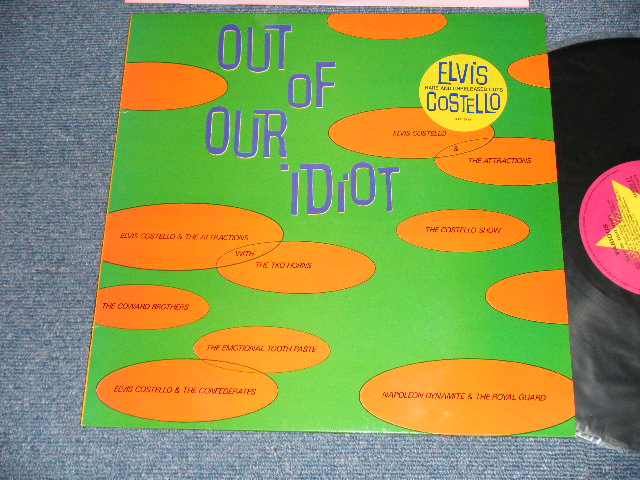 OUT
OF
OUR
iDiOT
ELViS
RARE AND UNRELEASED CUTS
COSTELLO
ELVIS COSTELLO
&
THE ATTRACTIONS
ELVIS COSTELLO & THE ATTRACTIONS
WITH
THE TKO HORNS
THE COSTELLO SHOW
THE COWARD BROTHERS
THE EMOTIONAL TOOTH PASTE
ELVIS COSTELLO & THE CONFEDERATES
NAPOLEON DYNAMITE & THE ROYAL GUARD
VARIOUS